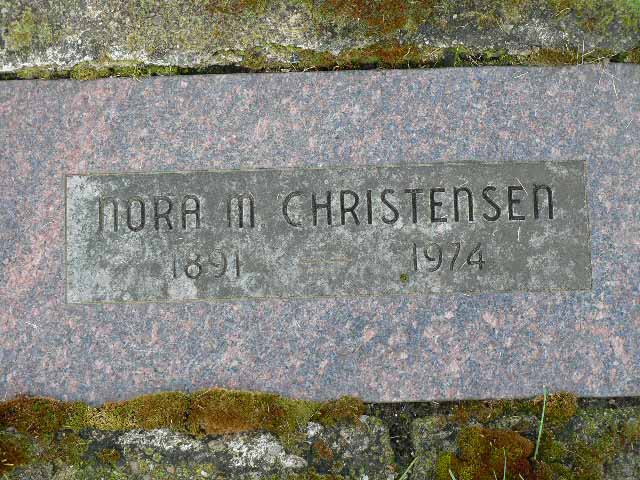 NORA M CHRISTENSEN
1891 — 1974